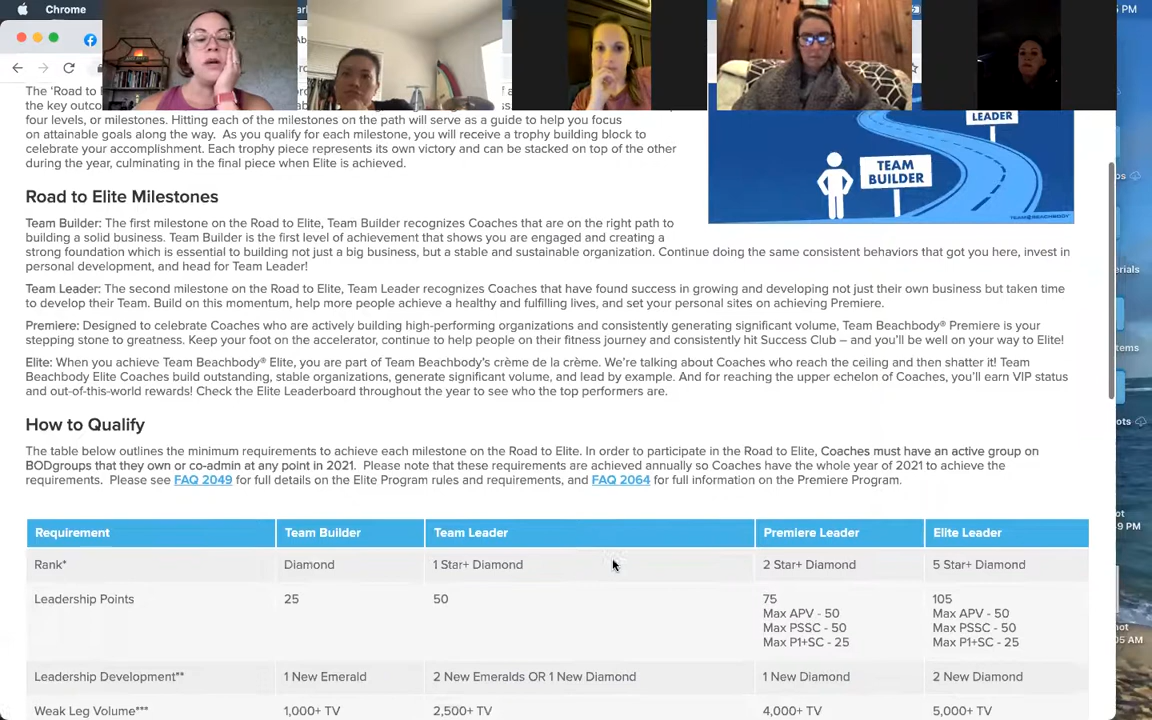 Chrome
PM
The 'Road to E
the key outco
four levels, or milestones. Hitting each of the milestones on the path will serve as a guide to help you focus
on attainable goals along the way. As you qualify for each milestone, you will receive a trophy building block to
celebrate your accomplishment. Each trophy piece represents its own victory and can be stacked on top of the other
during the year, culminating in the final piece when Elite is achieved.
LEADER
TEAM
BUILDER
TEAMBEACHBODY
Road to Elite Milestones
Team Builder: The first milestone on the Road to Elite, Team Builder recognizes Coaches that are on the right path to
building a solid business. Team Builder is the first level of achievement that shows you are engaged and creating a
strong foundation which is essential to building not just a big business, but a stable and sustainable organization. Continue doing the same consistent behaviors that got you here, invest in
personal development, and head for Team Leader!
Team Leader: The second milestone on the Road to Elite, Team Leader recognizes Coaches that have found success in growing and developing not just their own business but taken time
to develop their Team. Build on this momentum, help more people achieve a healthy and fulfilling lives, and set your personal sites on achieving Premiere.
Premiere: Designed to celebrate Coaches who are actively building high-performing organizations and consistently generating significant volume, Team Beachbody® Premiere is your
stepping stone to greatness. Keep your foot on the accelerator, continue to help people on their fitness journey and consistently hit Success Club – and you'll be well on your way to Elite!
Elite: When you achieve Team Beachbody® Elite, you are part of Team Beachbody's crème de la crème. We're talking about Coaches who reach the ceiling and then shatter it! Team
Beachbody Elite Coaches build outstanding, stable organizations, generate significant volume, and lead by example. And for reaching the upper echelon of Coaches, you'll earn VIP status
and out-of-this-world rewards! Check the Elite Leaderboard throughout the year to see who the top performers are.
How to Qualify
The table below outlines the minimum requirements to achieve each milestone on the Road to Elite. In order to participate in the Road to Elite, Coaches must have an active group on
BODgroups that they own or co-admin at any point in 2021. Please note that these requirements are achieved annually so Coaches have the whole year of 2021 to achieve the
requirements. Please see FAQ 2049 for full details on the Elite Program rules and requirements, and FAQ 2064 for full information on the Premiere Program.
Requirement Team Builder Team Leader Premiere Leader Elite Leader
Rank* Diamond 1 Star+ Diamond 2 Star+ Diamond 5 Star+ Diamond
Leadership Points 25 50 75 105
Max APV - 50 Max APV - 50
Max PSSC - 50 Max PSSC - 50
Max P1+SC - 25 Max P1+SC - 25
Leadership Development** 1 New Emerald 2 New Emeralds OR 1 New Diamond 1 New Diamond 2 New Diamond
Weak Leg Volume*** 1,000+ TV 2,500+ TV 4,000+ TV 5,000+ TV